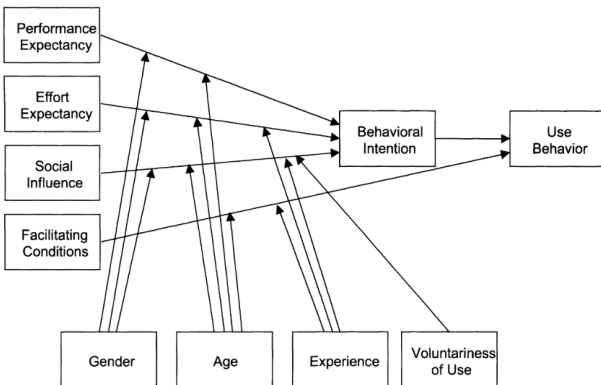 Performance
Expectancy
Effort
Expectancy
Social
Influence
Facilitating
Conditions
Behavioral
Intention
Use
Behavior
Gender
Age
Experience
Voluntariness
of Use